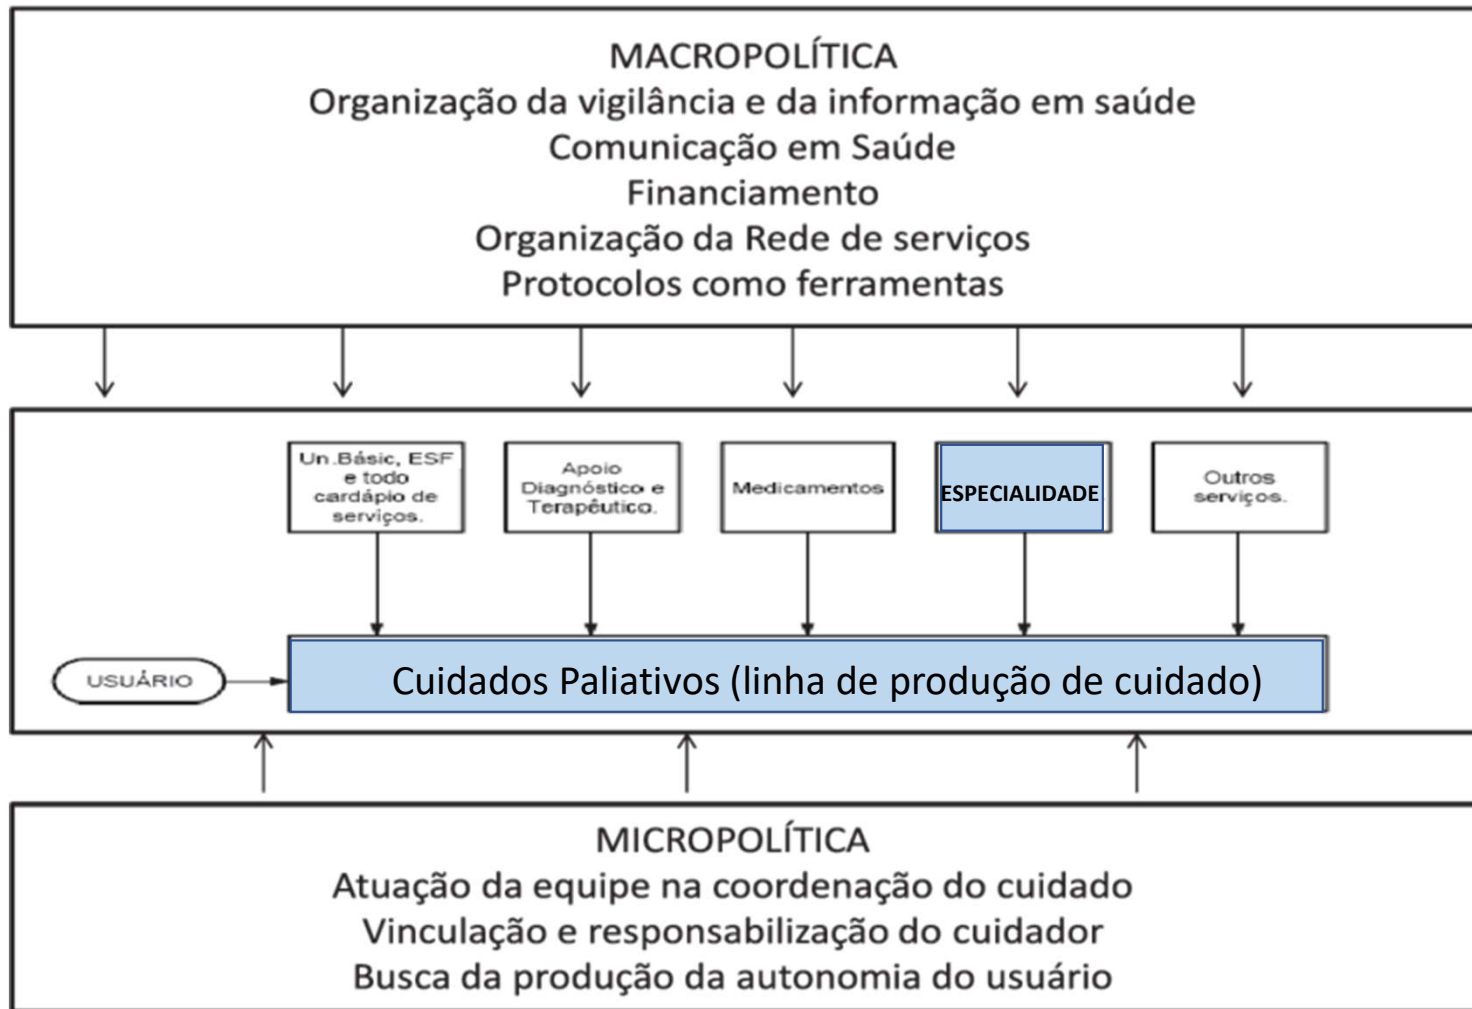 MACROPOLÍTICA
Organização da vigilância e da informação em saúde
Comunicação em Saúde
Financiamento
Organização da Rede de serviços
Protocolos como ferramentas
Un.Básic, ESF
e todo
cardápio de
serviços.
Apoio
Diagnóstico e
Terapêutico.
Medicamentos
ESPECIALIDADE
Outros
serviços.
USUÁRIO
Cuidados Paliativos (linha de produção de cuidado)
MICROPOLÍTICA
Atuação da equipe na coordenação do cuidado
Vinculação e responsabilização do cuidador
Busca da produção da autonomia do usuário